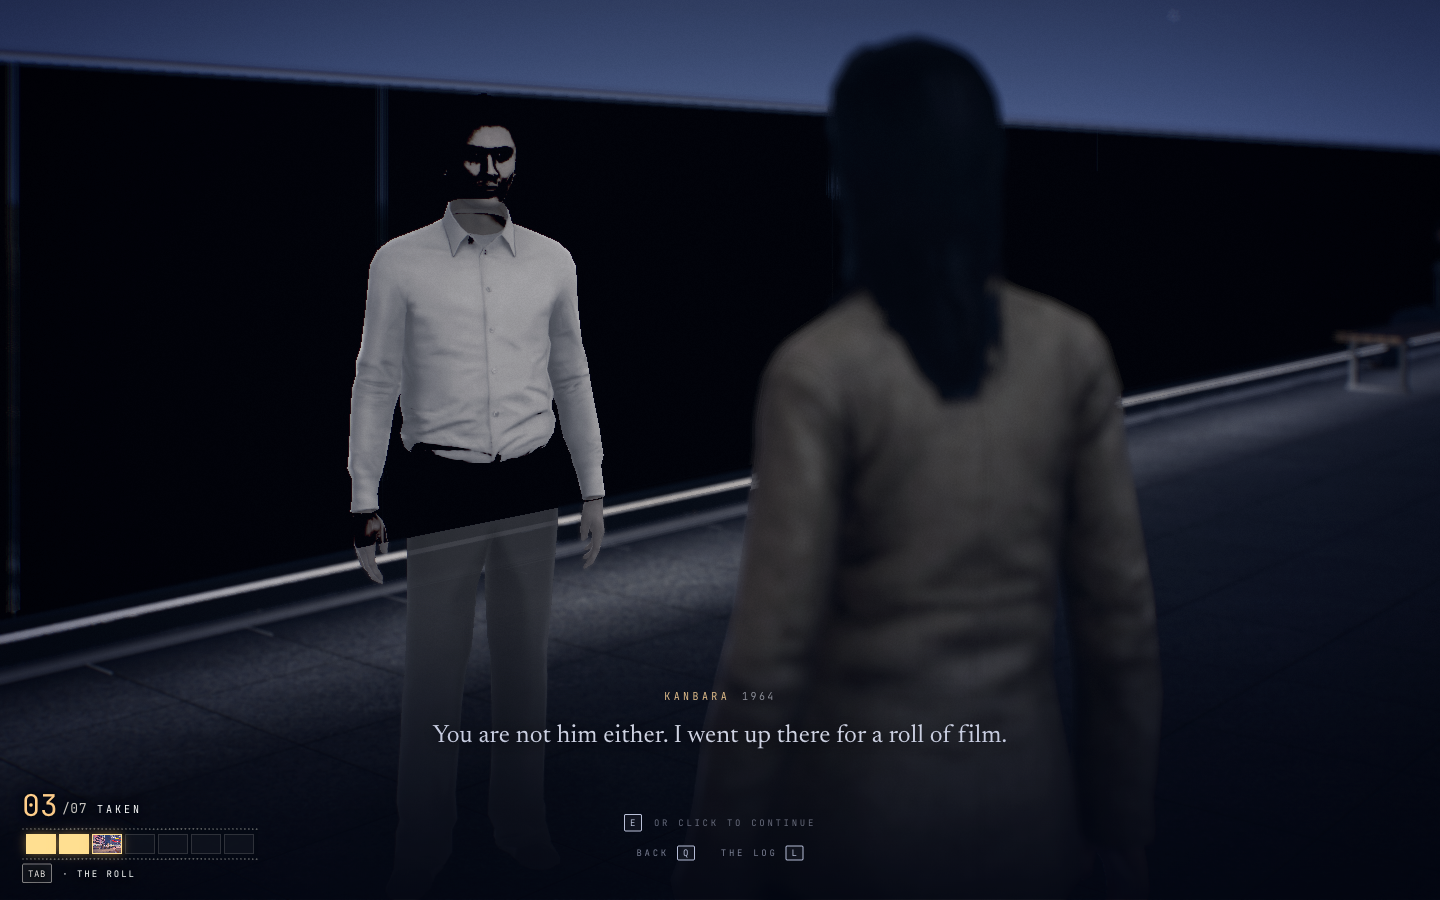 KANBARA 1964
You are not him either. I went up there for a roll of film.
03 /07 TAKEN
E OR CLICK TO CONTINUE
BACK Q THE LOG L
TAB · THE ROLL